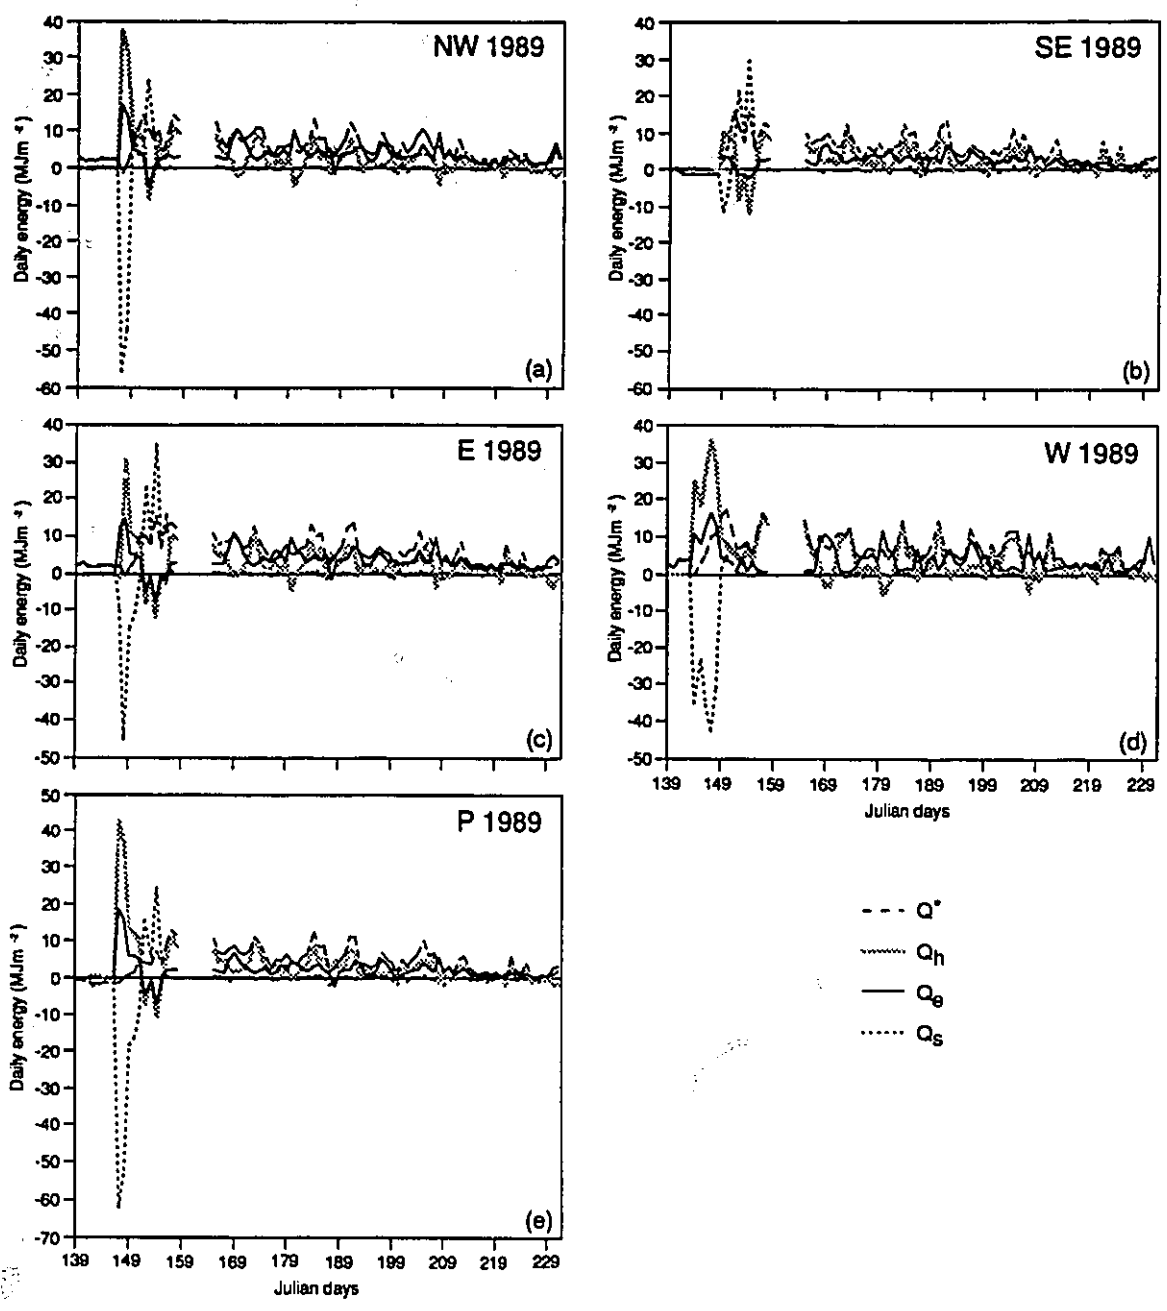 NW 1989
Daily energy (MJm ⁻²)
40
30
20
10
0
-10
-20
-30
-40
-50
-60
(a)
SE 1989
Daily energy (MJm ⁻²)
40
30
20
10
0
-10
-20
-30
-40
-50
-60
(b)
E 1989
Daily energy (MJm ⁻²)
40
30
20
10
0
-10
-20
-30
-40
-50
(c)
W 1989
Daily energy (MJm ⁻²)
40
30
20
10
0
-10
-20
-30
-40
-50
(d)
139 149 159 169 179 189 199 209 219 229
Julian days
P 1989
Daily energy (MJm ⁻²)
50
40
30
20
10
0
-10
-20
-30
-40
-50
-60
-70
(e)
139 149 159 169 179 189 199 209 219 229
Julian days
Q*
Qh
Qe
Qs